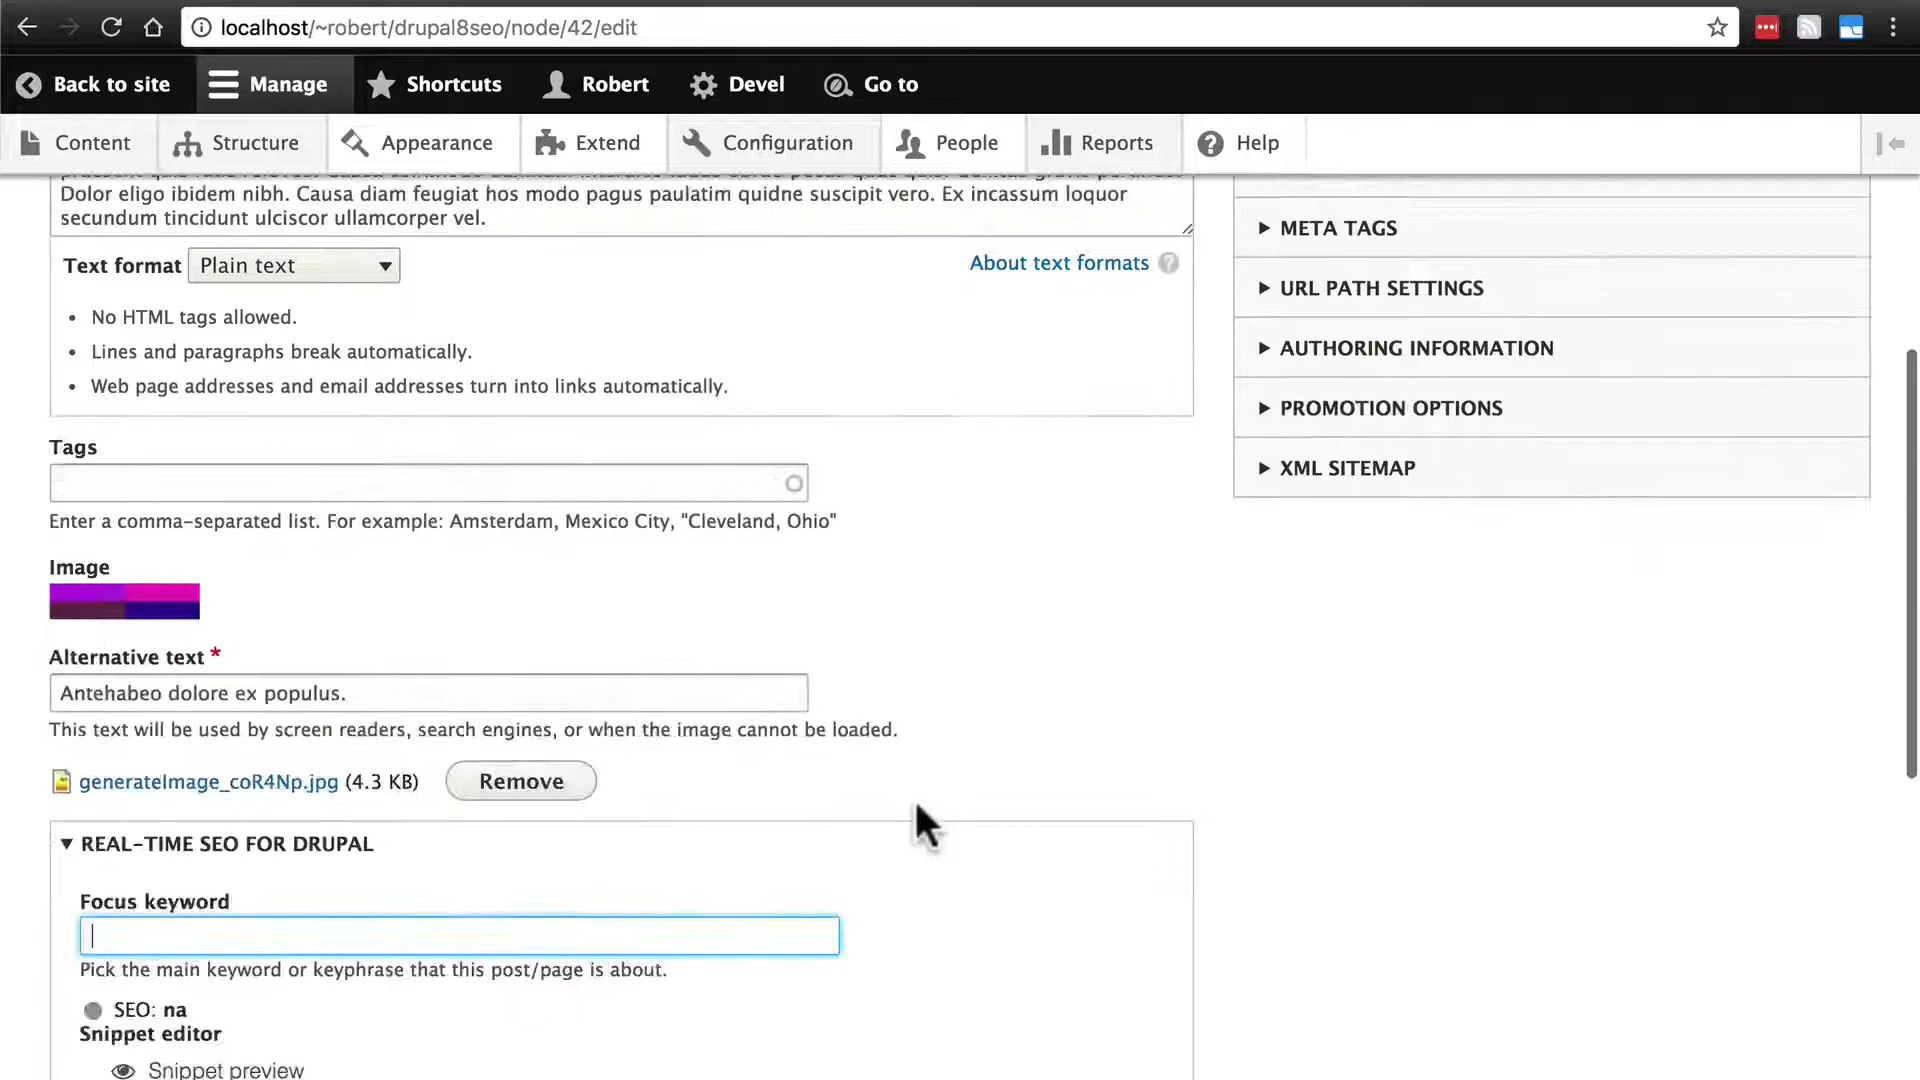 localhost/~robert/drupal8seo/node/42/edit
Back to site
Manage
Shortcuts
Robert
Devel
Go to
Content
Structure
Appearance
Extend
Configuration
People
Reports
Help
Dolor eligo ibidem nibh. Causa diam feugiat hos modo pagus paulatim quidne suscipit vero. Ex incassum loquor
secundum tincidunt ulciscor ullamcorper vel.
Text format Plain text
About text formats ?
• No HTML tags allowed.
• Lines and paragraphs break automatically.
• Web page addresses and email addresses turn into links automatically.
Tags
Enter a comma-separated list. For example: Amsterdam, Mexico City, "Cleveland, Ohio"
Image
Alternative text *
Antehabeo dolore ex populus.
This text will be used by screen readers, search engines, or when the image cannot be loaded.
generateImage_coR4Np.jpg (4.3 KB)
Remove
REAL-TIME SEO FOR DRUPAL
Focus keyword
Pick the main keyword or keyphrase that this post/page is about.
SEO: na
Snippet editor
Snippet preview
META TAGS
URL PATH SETTINGS
AUTHORING INFORMATION
PROMOTION OPTIONS
XML SITEMAP